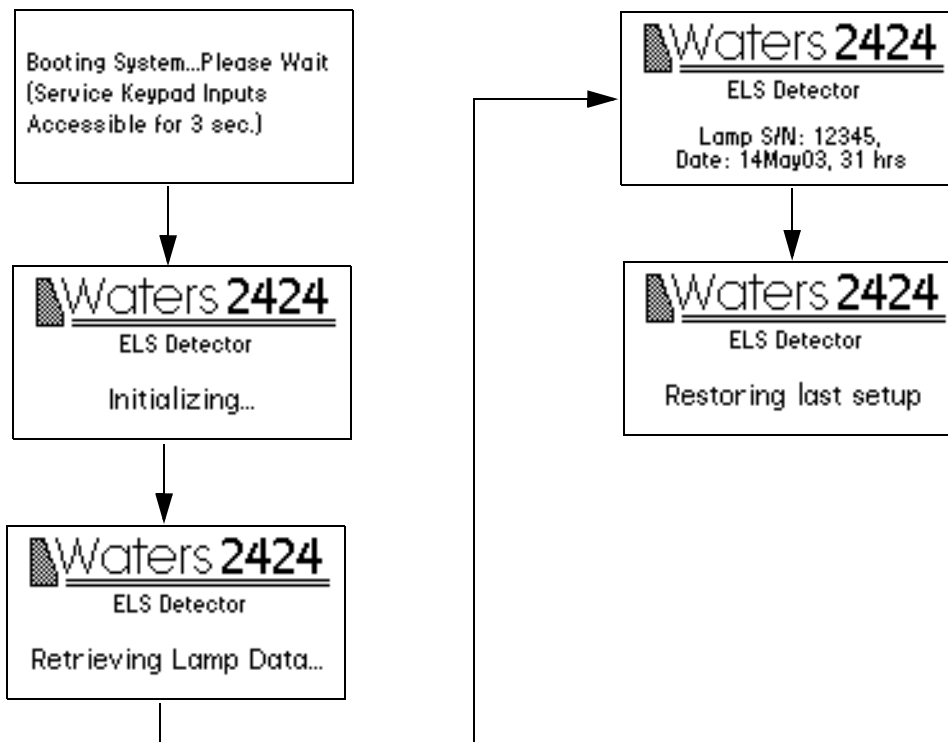 Booting System...Please Wait
(Service Keypad Inputs
Accessible for 3 sec.)
Waters 2424
ELS Detector
Initializing...
Waters 2424
ELS Detector
Retrieving Lamp Data...
Waters 2424
ELS Detector
Lamp S/N: 12345,
Date: 14May03, 31 hrs
Waters 2424
ELS Detector
Restoring last setup